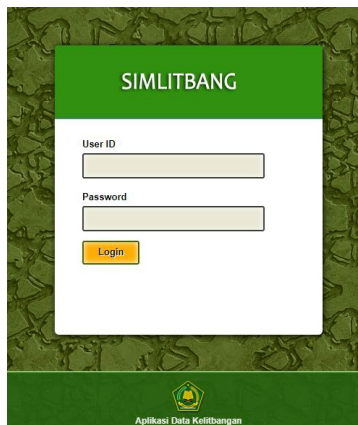 SIMLITBANG
User ID
Password
Login
Aplikasi Data Kelitbangan